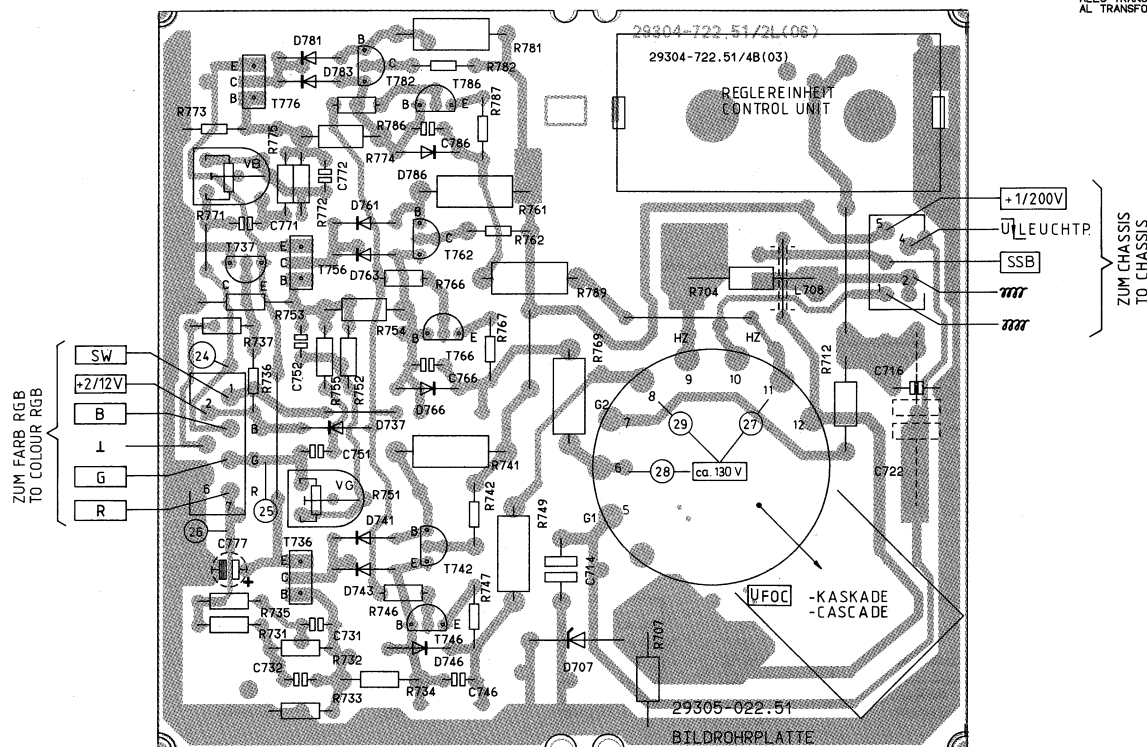 AL TRANSFO
29304-722.51/2L(06)
29304-722.51/4B(03)
REGLEREINHEIT
CONTROL UNIT
D781
B
R781
E
D783
C
R782
C
T782
T786
B
T776
B
E
R787
R773
R775
R786
C786
R774
VB
C772
D786
R771
C771
R772
D761
R761
+1/200V
5
U LEUCHTP.
4
T737
E
B
C
R762
C
T756
T762
SSB
B
D763
R766
C
E
R789
R704
L708
2
1
R753
R754
R767
HZ
HZ
ZUM CHASSIS
TO CHASSIS
R737
T766
B
E
R769
R712
SW
24
C752
T766
C766
9
10
11
C716
+2/12V
1
R736
R755
R752
D766
G2
8
2
B
B
D737
7
29
27
12
⊥
C751
R741
6
28
ca. 130 V
C722
G
G
R
6
R
VG
R751
R742
R749
G1
5
7
25
26
ZUM FARB RGB
TO COLOUR RGB
C777
T736
D741
B
+
E
C
B
E
T742
C714
D743
R747
R746
UFOC
-KASKADE
-CASCADE
R735
B
E
R731
C731
T746
R732
D746
D707
R707
C732
R734
C746
R733
29305-022.51
BILDROHRPLATTE